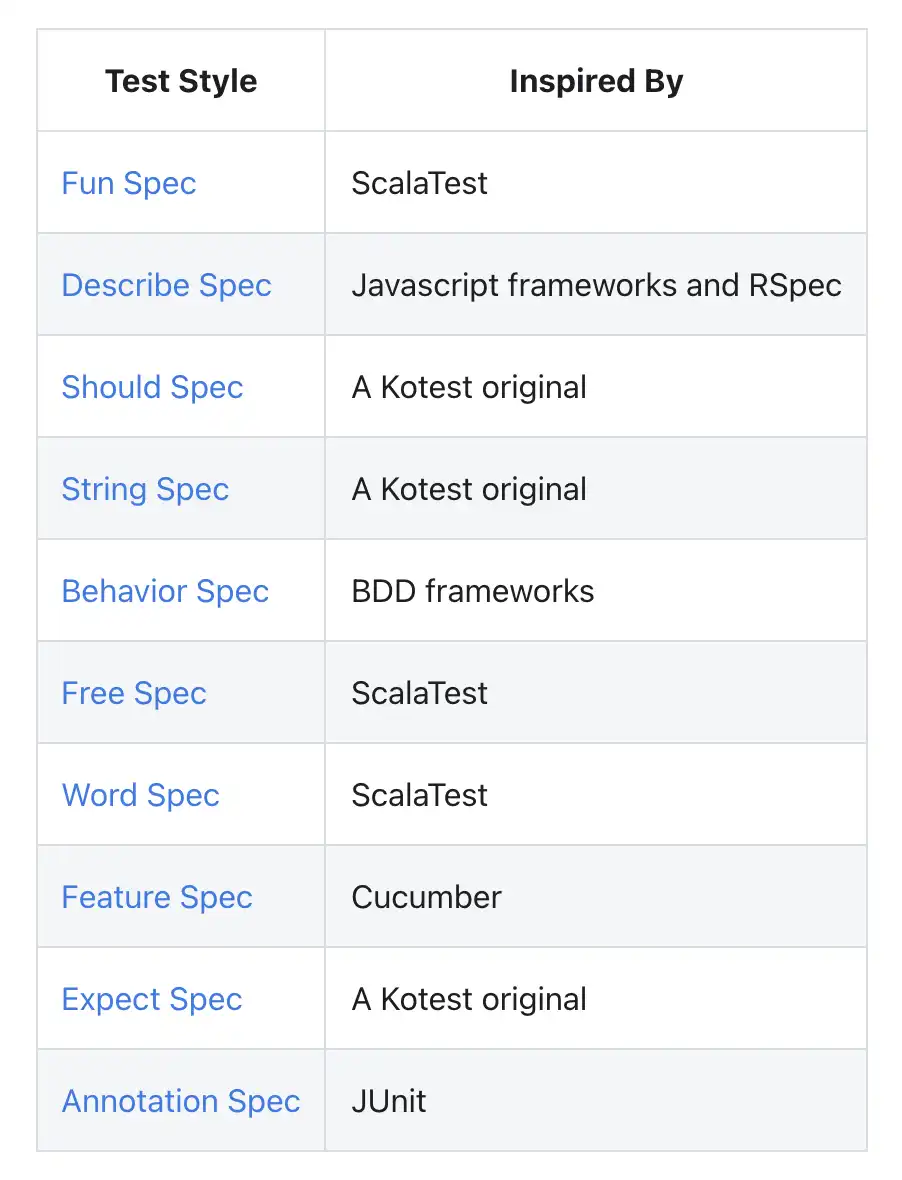 Test Style Inspired By
Fun Spec ScalaTest
Describe Spec Javascript frameworks and RSpec
Should Spec A Kotest original
String Spec A Kotest original
Behavior Spec BDD frameworks
Free Spec ScalaTest
Word Spec ScalaTest
Feature Spec Cucumber
Expect Spec A Kotest original
Annotation Spec JUnit